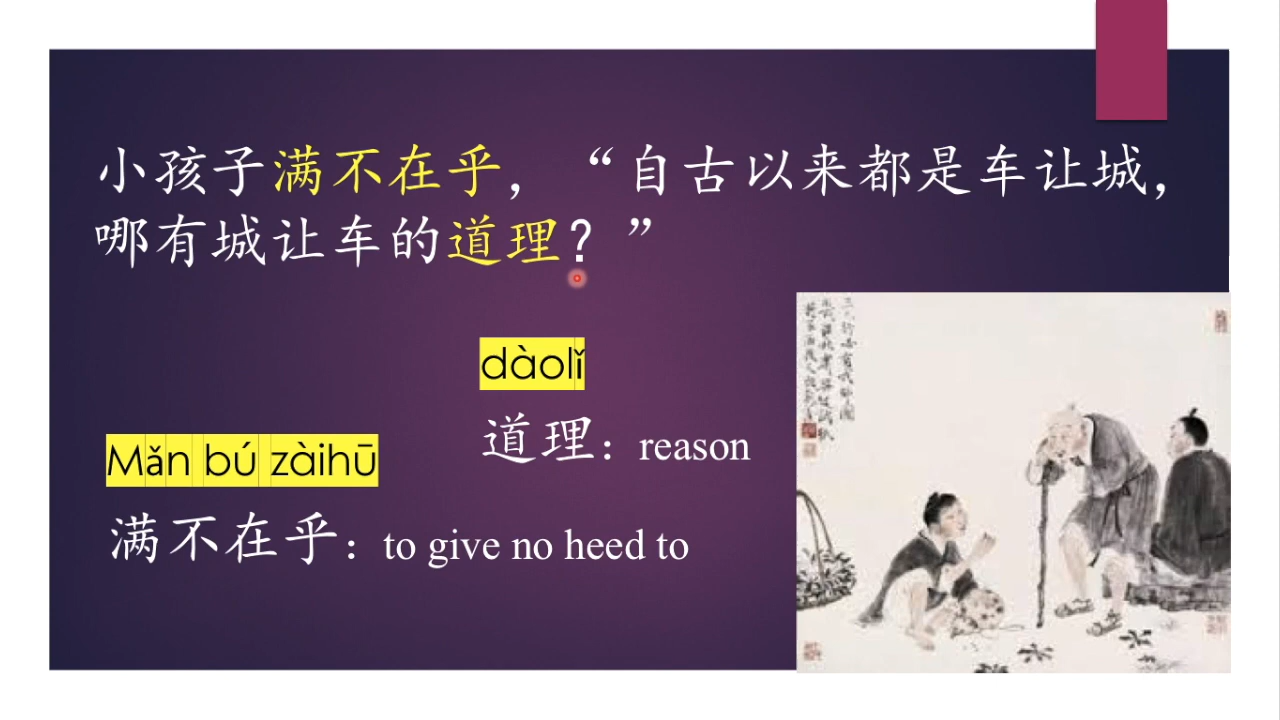 小孩子满不在乎，“自古以来都是车让城，
哪有城让车的道理？”
dàolǐ
道理：reason
Mǎn bú zàihū
满不在乎：to give no heed to